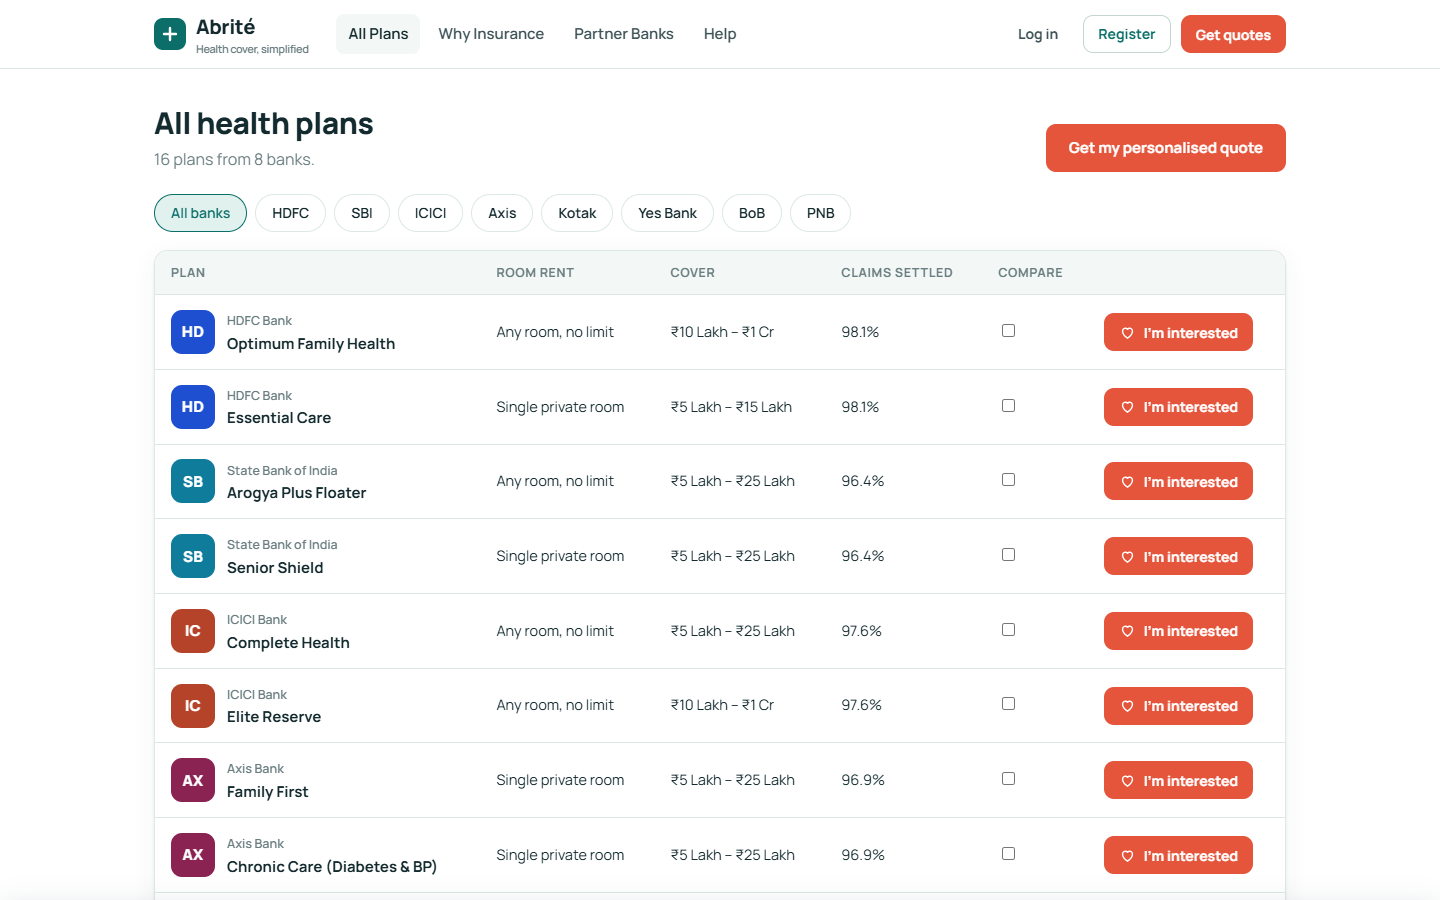 Abrité
Health cover, simplified
All Plans
Why Insurance
Partner Banks
Help
Log in
Register
Get quotes
All health plans
16 plans from 8 banks.
Get my personalised quote
All banks
HDFC
SBI
ICICI
Axis
Kotak
Yes Bank
BoB
PNB
PLAN
ROOM RENT
COVER
CLAIMS SETTLED
COMPARE
HD
HDFC Bank
Optimum Family Health
Any room, no limit
₹10 Lakh – ₹1 Cr
98.1%
I'm interested
HD
HDFC Bank
Essential Care
Single private room
₹5 Lakh – ₹15 Lakh
98.1%
I'm interested
SB
State Bank of India
Arogya Plus Floater
Any room, no limit
₹5 Lakh – ₹25 Lakh
96.4%
I'm interested
SB
State Bank of India
Senior Shield
Single private room
₹5 Lakh – ₹25 Lakh
96.4%
I'm interested
IC
ICICI Bank
Complete Health
Any room, no limit
₹5 Lakh – ₹25 Lakh
97.6%
I'm interested
IC
ICICI Bank
Elite Reserve
Any room, no limit
₹10 Lakh – ₹1 Cr
97.6%
I'm interested
AX
Axis Bank
Family First
Single private room
₹5 Lakh – ₹25 Lakh
96.9%
I'm interested
AX
Axis Bank
Chronic Care (Diabetes & BP)
Single private room
₹5 Lakh – ₹25 Lakh
96.9%
I'm interested